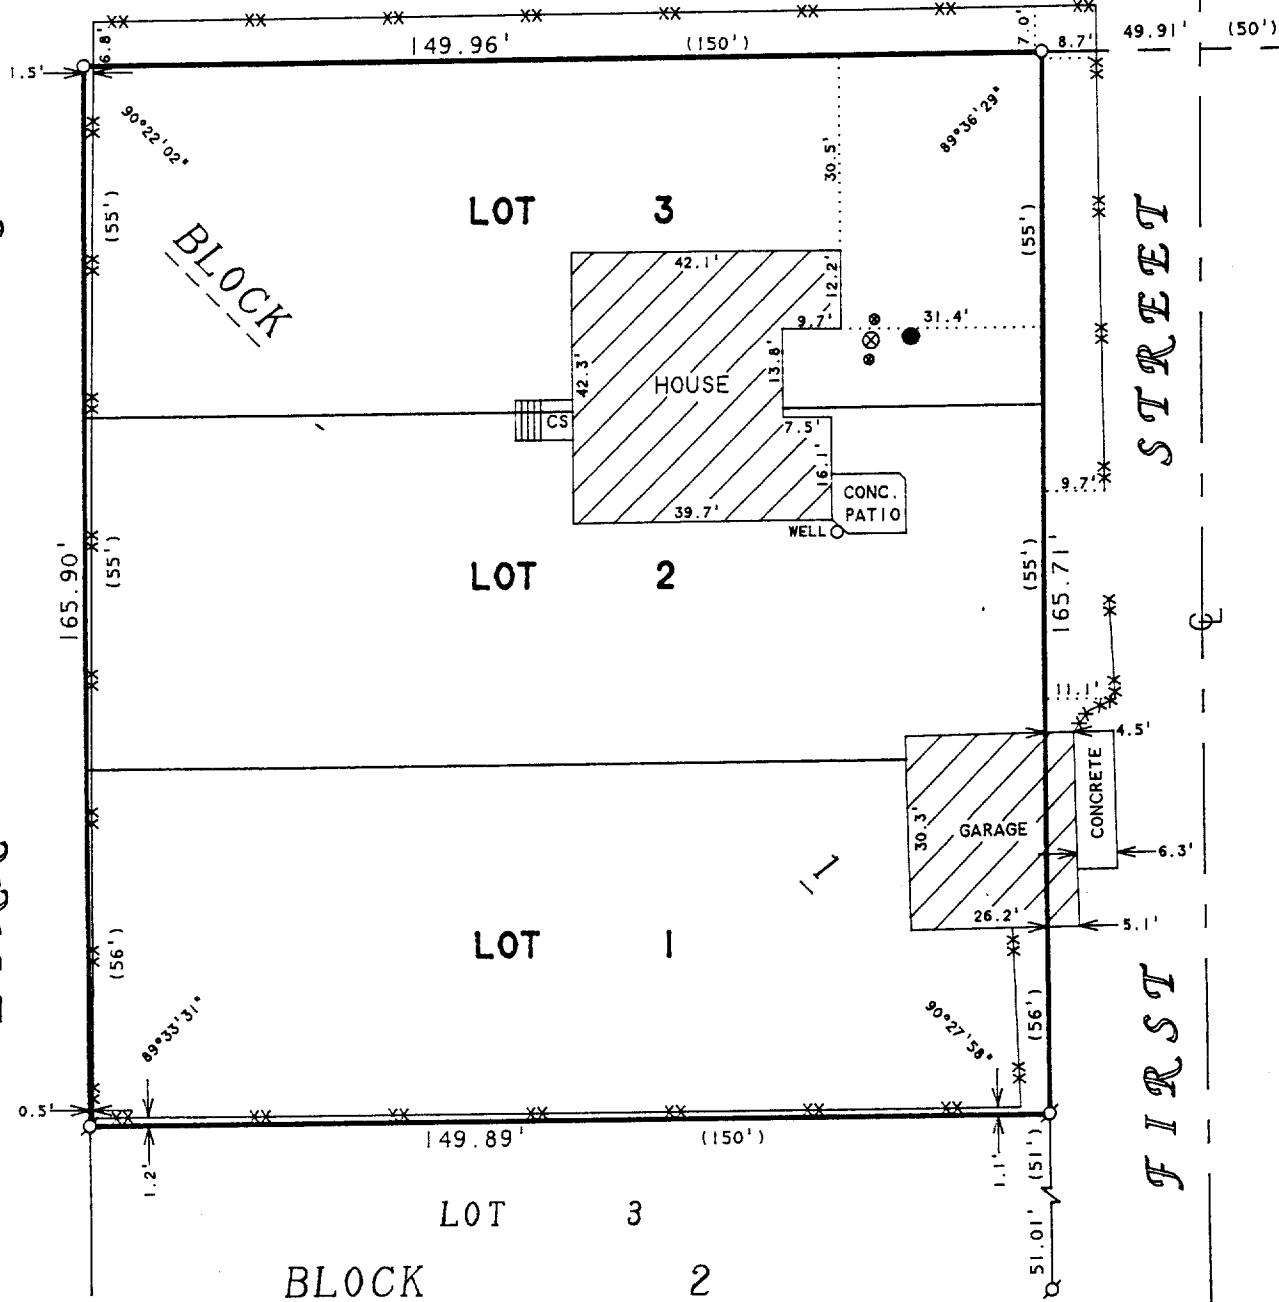 6.8'
149.96' (150')
7.0'
8.7'
49.91' (50')
1.5'
90°22'02"
89°36'29"
30.5'
(55')
(55')
LOT 3
BLOCK
42.1'
12.2'
9.7'
31.4'
13.8'
42.3'
HOUSE
CS
7.5'
16.1'
39.7'
CONC.
PATIO
WELL
STREET
9.7'
165.90'
(55')
LOT 2
(55')
165.71'
℄
11.1'
4.5'
CONCRETE
30.3'
GARAGE
6.3'
1
26.2'
5.1'
(56')
LOT 1
(56')
FIRST
89°33'31"
90°27'58"
0.5'
149.89' (150')
1.2'
1.1'
(51')
51.01'
LOT 3
BLOCK 2